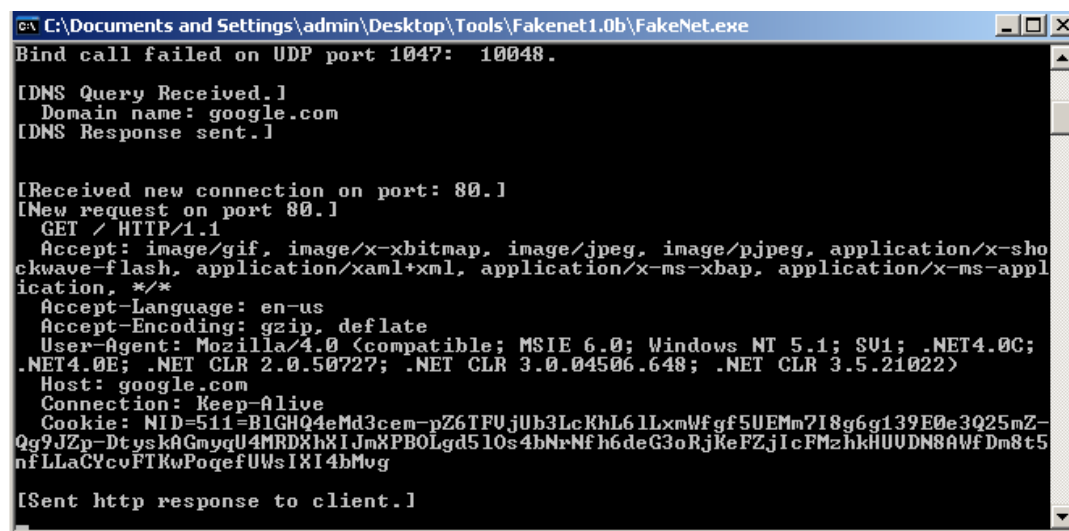 C:\Documents and Settings\admin\Desktop\Tools\Fakenet1.0b\FakeNet.exe
Bind call failed on UDP port 1047:  10048.
[DNS Query Received.]
  Domain name: google.com
[DNS Response sent.]
[Received new connection on port: 80.]
[New request on port 80.]
  GET / HTTP/1.1
  Accept: image/gif, image/x-xbitmap, image/jpeg, image/pjpeg, application/x-sho
ckwave-flash, application/xaml+xml, application/x-ms-xbap, application/x-ms-appl
ication, */*
  Accept-Language: en-us
  Accept-Encoding: gzip, deflate
  User-Agent: Mozilla/4.0 (compatible; MSIE 6.0; Windows NT 5.1; SV1; .NET4.0C;
.NET4.0E; .NET CLR 2.0.50727; .NET CLR 3.0.04506.648; .NET CLR 3.5.21022)
  Host: google.com
  Connection: Keep-Alive
  Cookie: NID=511=BlGHQ4eMd3cem-pZ6TFVjUb3LcKhL6lLxmWfgf5UEMm7I8g6g139E0e3Q25mZ-
Qg9JZp-DtyskAGmyqU4MRDXhXIJmXPBOLgd5lOs4bNrNfh6deG3oRjKeFZjIcFMzhkHUVDN8AWfDm8t5
nfLLaCYcvFTKwPoqefUWsIXI4bMvg
[Sent http response to client.]